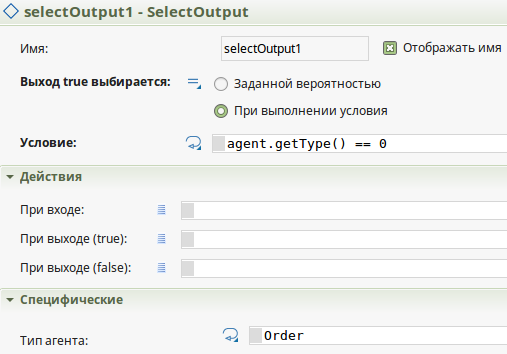 selectOutput1 - SelectOutput
Имя: selectOutput1 Отображать имя
Выход true выбирается: Заданной вероятностью
При выполнении условия
Условие: agent.getType() == 0
Действия
При входе:
При выходе (true):
При выходе (false):
Специфические
Тип агента: Order